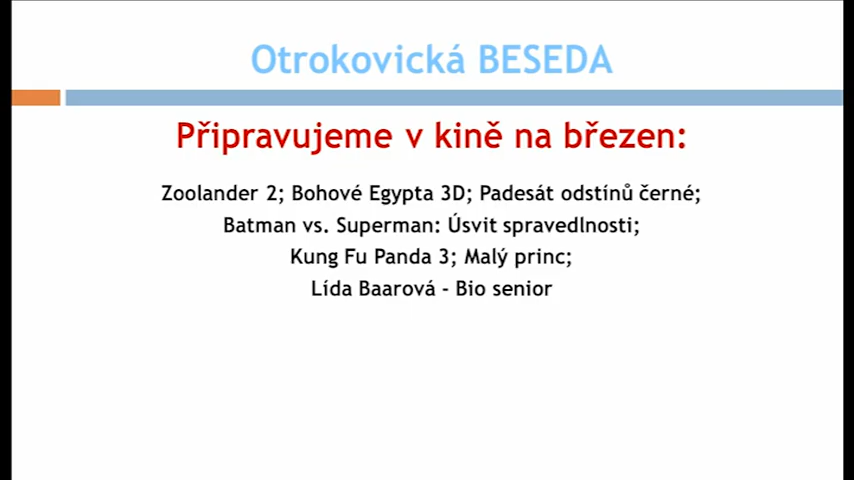 Otrokovická BESEDA
Připravujeme v kině na březen:
Zoolander 2; Bohové Egypta 3D; Padesát odstínů černé;
Batman vs. Superman: Úsvit spravedlnosti;
Kung Fu Panda 3; Malý princ;
Lída Baarová - Bio senior